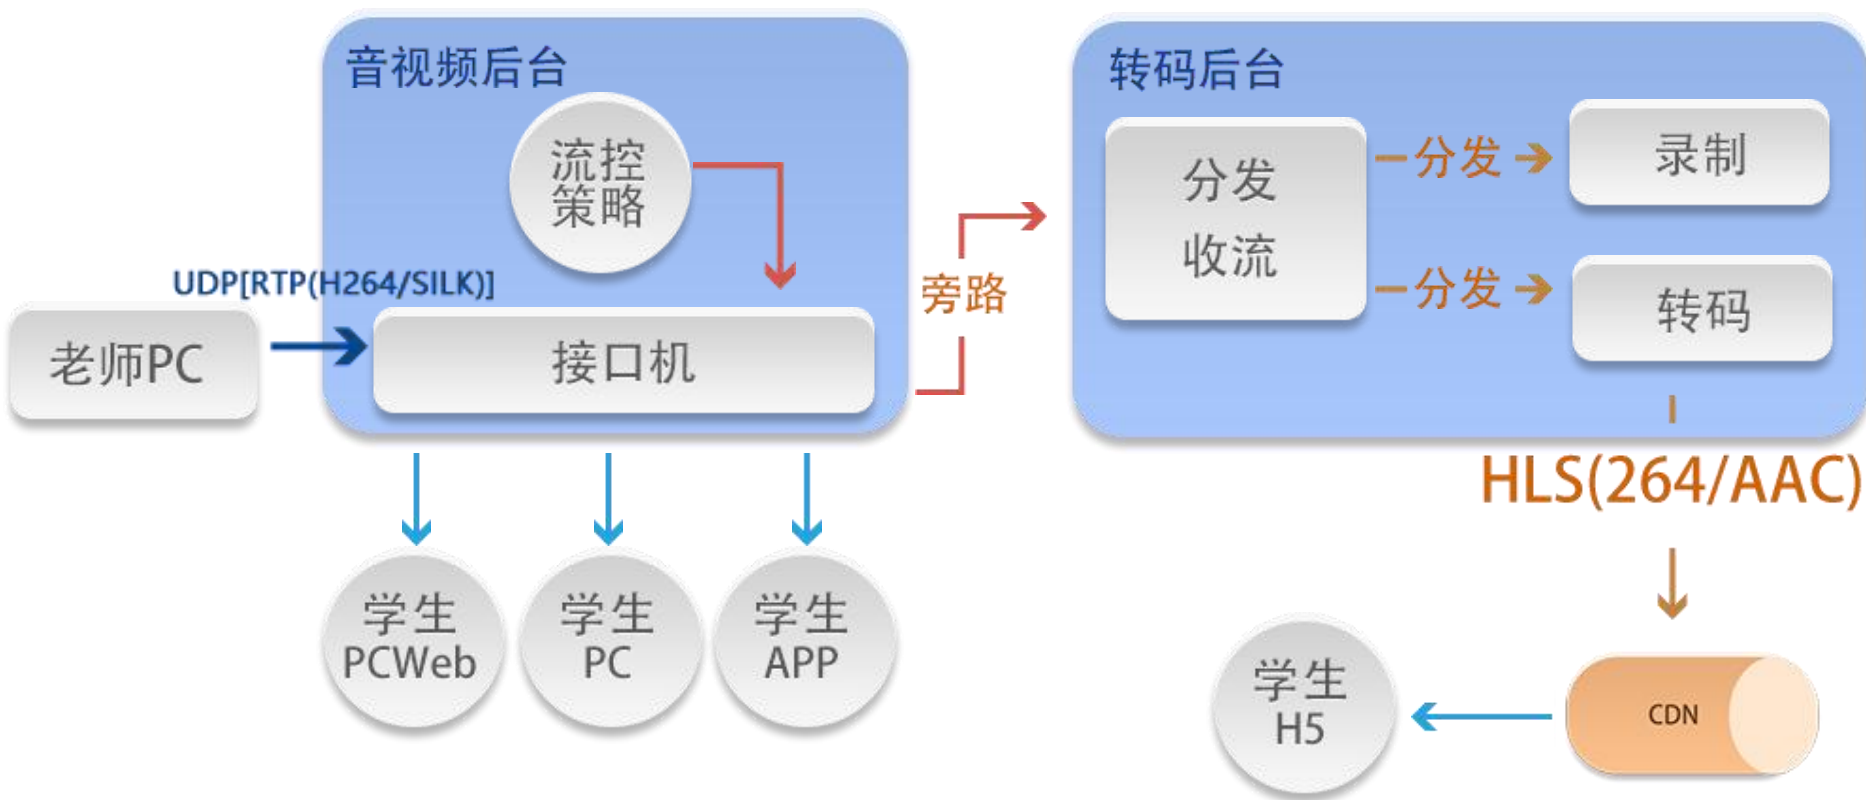 音视频后台
流控
策略
UDP[RTP(H264/SILK)]
老师PC
接口机
旁路
学生
PCWeb
学生
PC
学生
APP
转码后台
分发
收流
分发
录制
分发
转码
HLS(264/AAC)
CDN
学生
H5